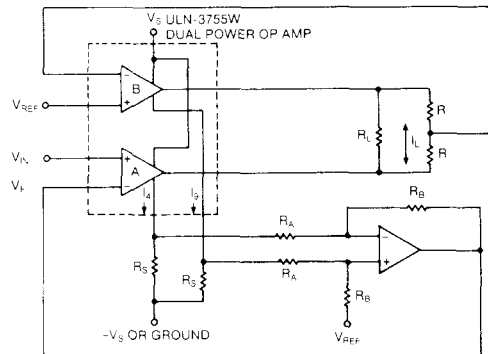 V_S ULN-3755W
DUAL POWER OP AMP
B
V_REF
R
R_L
I_L
V_IN
R
A
V_F
I_4
I_9
R_B
R_A
R_S
R_S
R_A
R_B
–V_S OR GROUND
V_REF